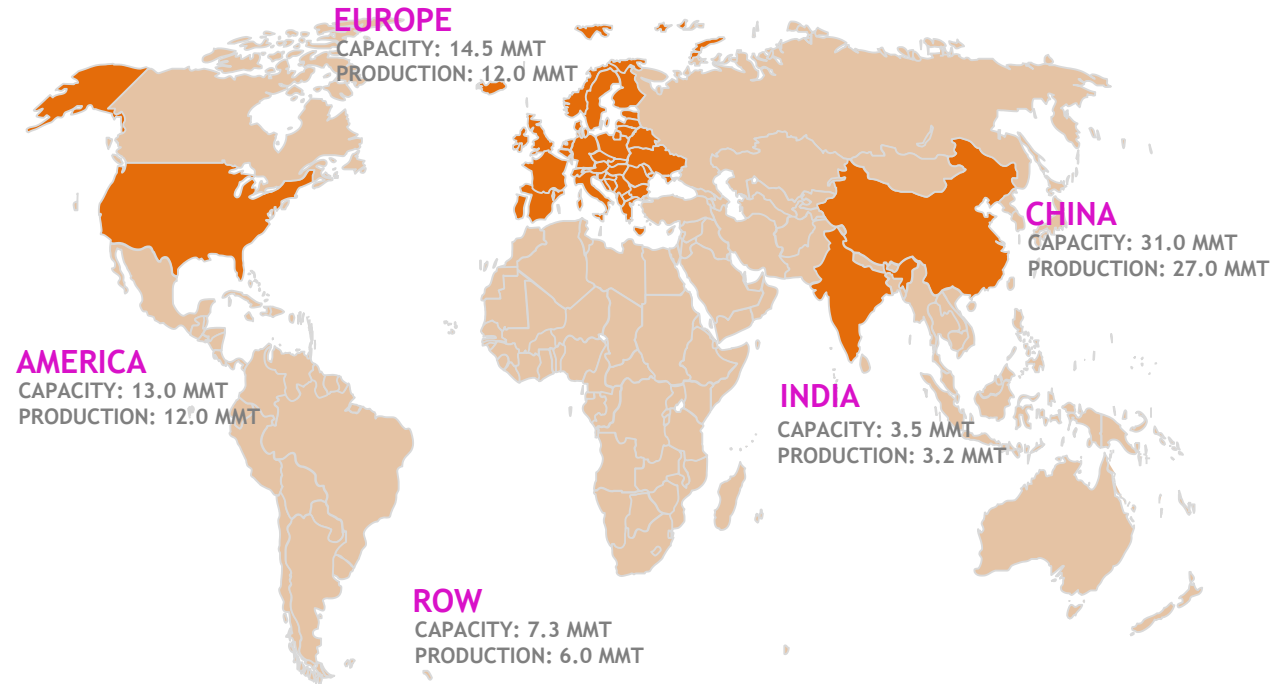 EUROPE
CAPACITY: 14.5 MMT
PRODUCTION: 12.0 MMT
CHINA
CAPACITY: 31.0 MMT
PRODUCTION: 27.0 MMT
AMERICA
CAPACITY: 13.0 MMT
PRODUCTION: 12.0 MMT
INDIA
CAPACITY: 3.5 MMT
PRODUCTION: 3.2 MMT
ROW
CAPACITY: 7.3 MMT
PRODUCTION: 6.0 MMT